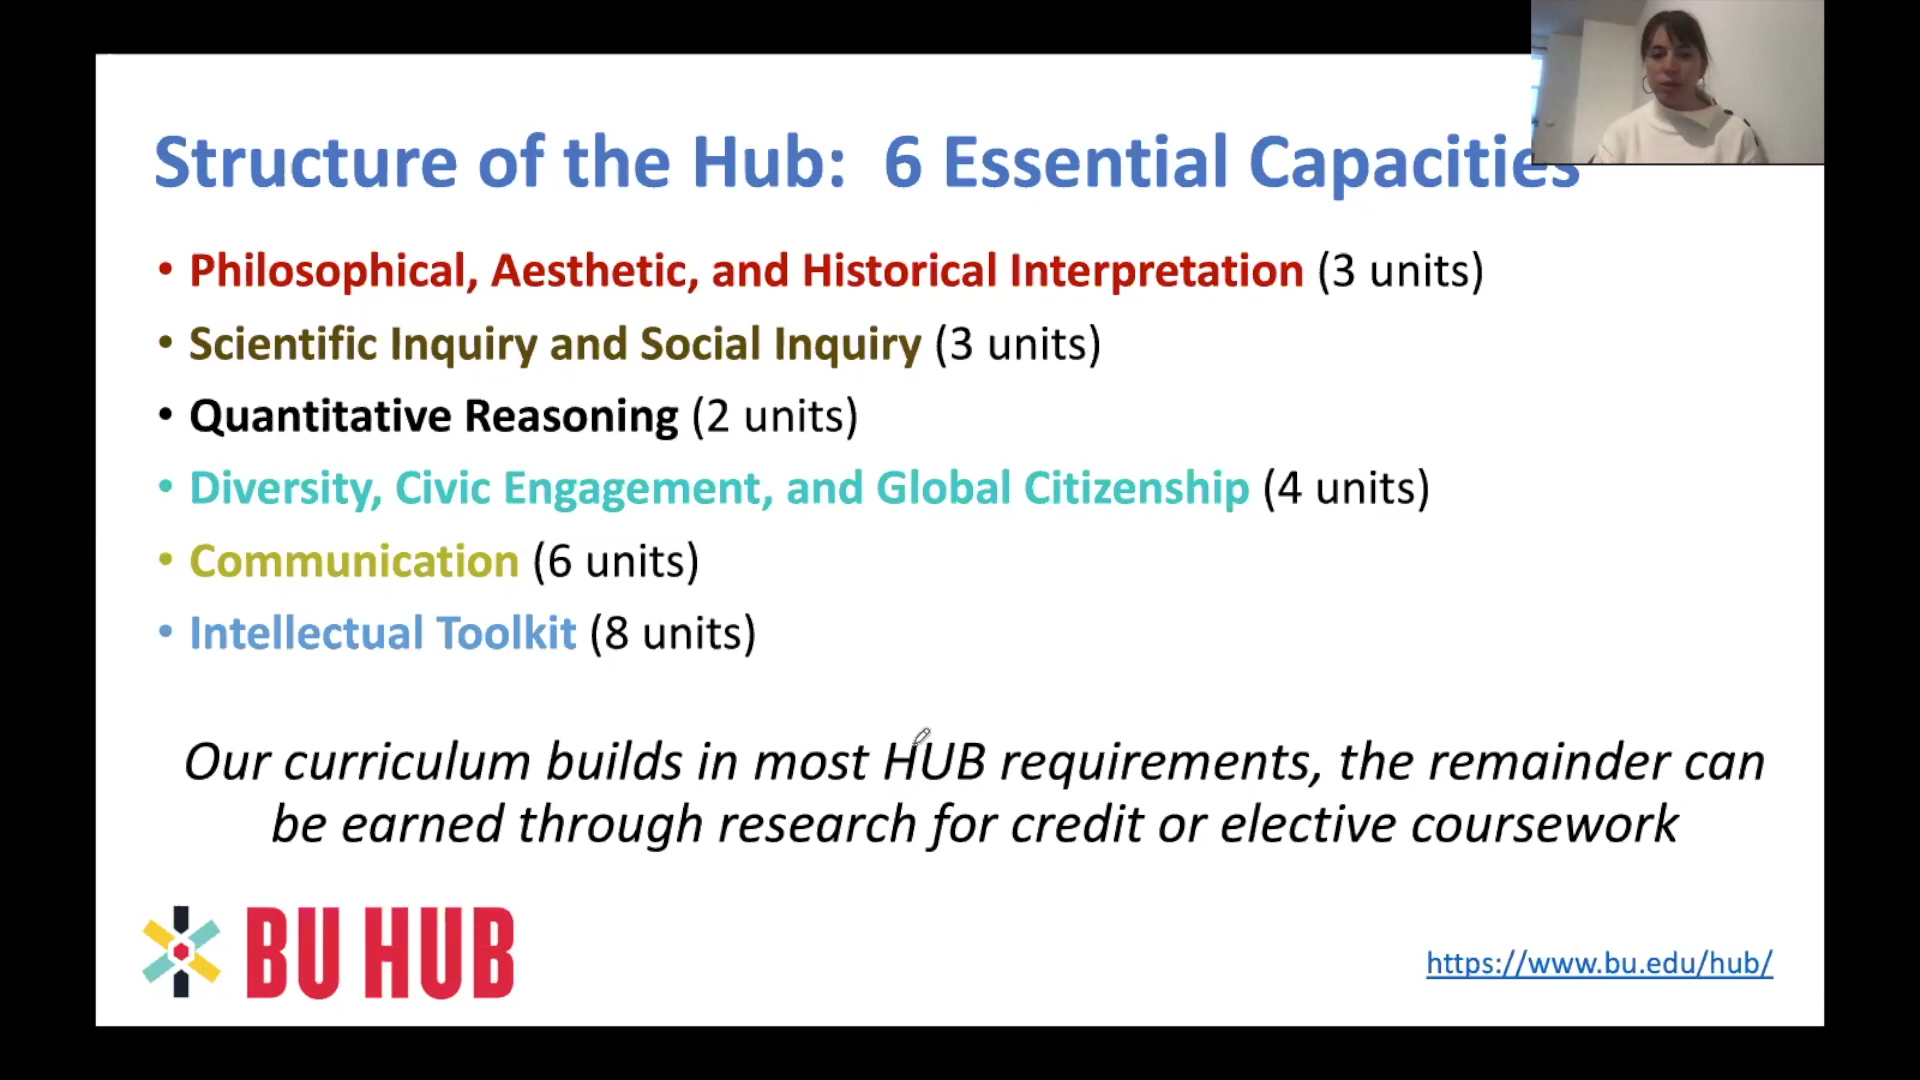 Structure of the Hub: 6 Essential Capacities
• Philosophical, Aesthetic, and Historical Interpretation (3 units)
• Scientific Inquiry and Social Inquiry (3 units)
• Quantitative Reasoning (2 units)
• Diversity, Civic Engagement, and Global Citizenship (4 units)
• Communication (6 units)
• Intellectual Toolkit (8 units)
Our curriculum builds in most HUB requirements, the remainder can
be earned through research for credit or elective coursework
BU HUB
https://www.bu.edu/hub/